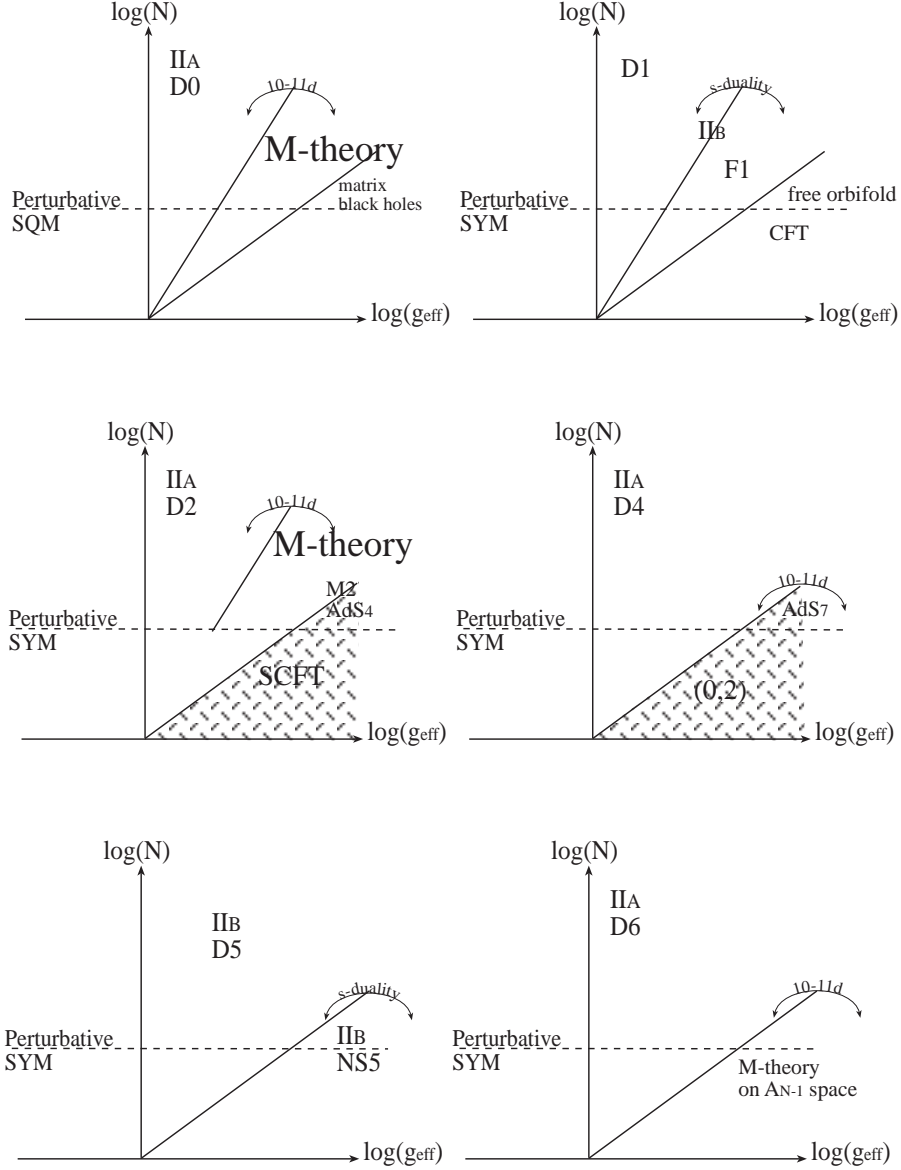 log(N)
IIA
D0
10-11d
M-theory
matrix
black holes
Perturbative
SQM
log(geff)
log(N)
D1
s-duality
IIB
F1
free orbifold
CFT
Perturbative
SYM
log(geff)
log(N)
IIA
D2
10-11d
M-theory
M2
AdS4
Perturbative
SYM
SCFT
log(geff)
log(N)
IIA
D4
10-11d
AdS7
Perturbative
SYM
(0,2)
log(geff)
log(N)
IIB
D5
s-duality
IIB
NS5
Perturbative
SYM
log(geff)
log(N)
IIA
D6
10-11d
Perturbative
SYM
M-theory
on AN-1 space
log(geff)